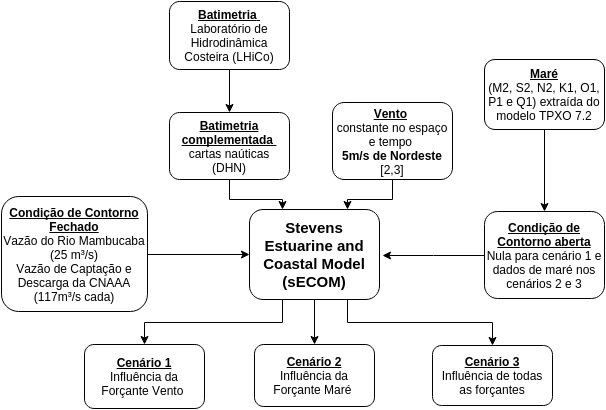 Batimetria
Laboratório de
Hidrodinâmica
Costeira (LHiCo)
Maré
(M2, S2, N2, K1, O1,
P1 e Q1) extraída do
modelo TPXO 7.2
Batimetria
complementada
cartas naúticas
(DHN)
Vento
constante no espaço
e tempo
5m/s de Nordeste
[2,3]
Condição de Contorno
Fechado
Vazão do Rio Mambucaba
(25 m³/s)
Vazão de Captação e
Descarga da CNAAA
(117m³/s cada)
Stevens
Estuarine and
Coastal Model
(sECOM)
Condição de
Contorno aberta
Nula para cenário 1 e
dados de maré nos
cenários 2 e 3
Cenário 1
Influência da
Forçante Vento
Cenário 2
Influência da
Forçante Maré
Cenário 3
Influência de todas
as forçantes